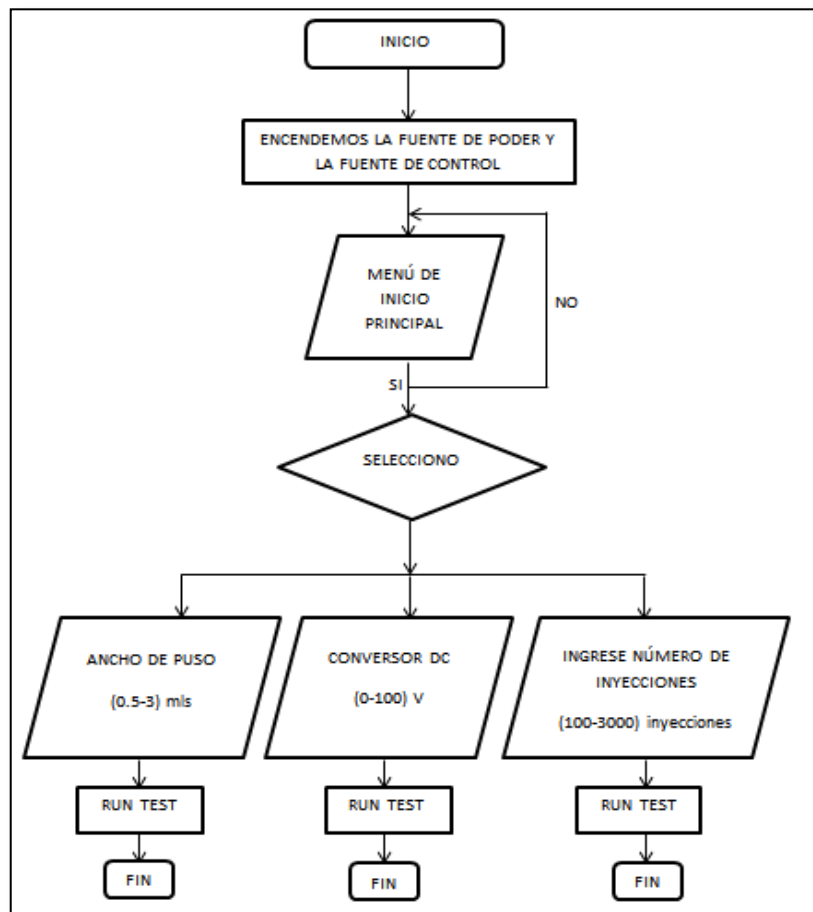 INICIO
ENCENDEMOS LA FUENTE DE PODER Y
LA FUENTE DE CONTROL
MENÚ DE
INICIO
PRINCIPAL
NO
SI
SELECCIONO
ANCHO DE PUSO
(0.5-3) mls
CONVERSOR DC
(0-100) V
INGRESE NÚMERO DE
INYECCIONES
(100-3000) inyecciones
RUN TEST
RUN TEST
RUN TEST
FIN
FIN
FIN